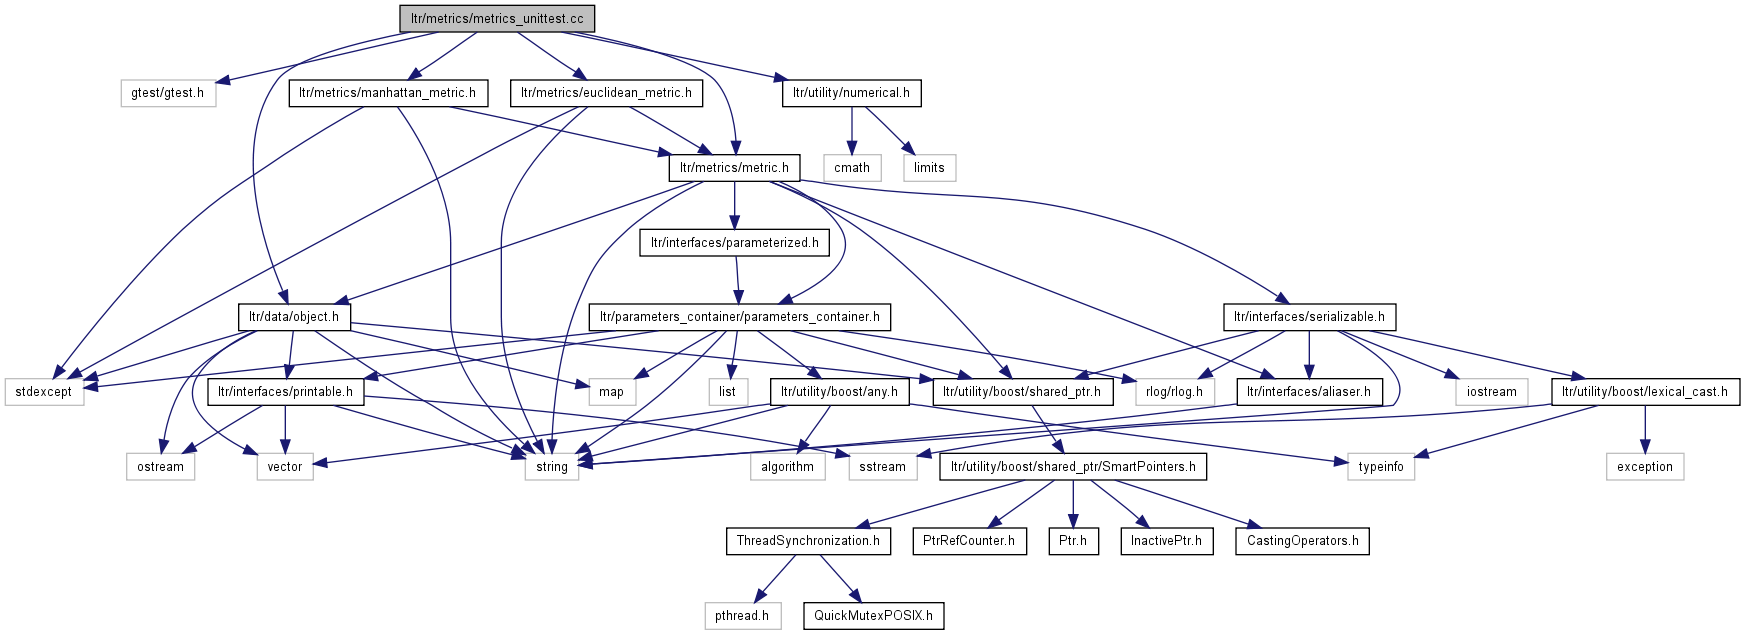 ltr/metrics/metrics_unittest.cc
gtest/gtest.h
ltr/metrics/manhattan_metric.h
ltr/metrics/euclidean_metric.h
ltr/utility/numerical.h
ltr/metrics/metric.h
cmath
limits
ltr/interfaces/parameterized.h
ltr/data/object.h
ltr/parameters_container/parameters_container.h
ltr/interfaces/serializable.h
stdexcept
ltr/interfaces/printable.h
map
list
ltr/utility/boost/any.h
ltr/utility/boost/shared_ptr.h
rlog/rlog.h
ltr/interfaces/aliaser.h
iostream
ltr/utility/boost/lexical_cast.h
ostream
vector
string
algorithm
sstream
ltr/utility/boost/shared_ptr/SmartPointers.h
typeinfo
exception
ThreadSynchronization.h
PtrRefCounter.h
Ptr.h
InactivePtr.h
CastingOperators.h
pthread.h
QuickMutexPOSIX.h